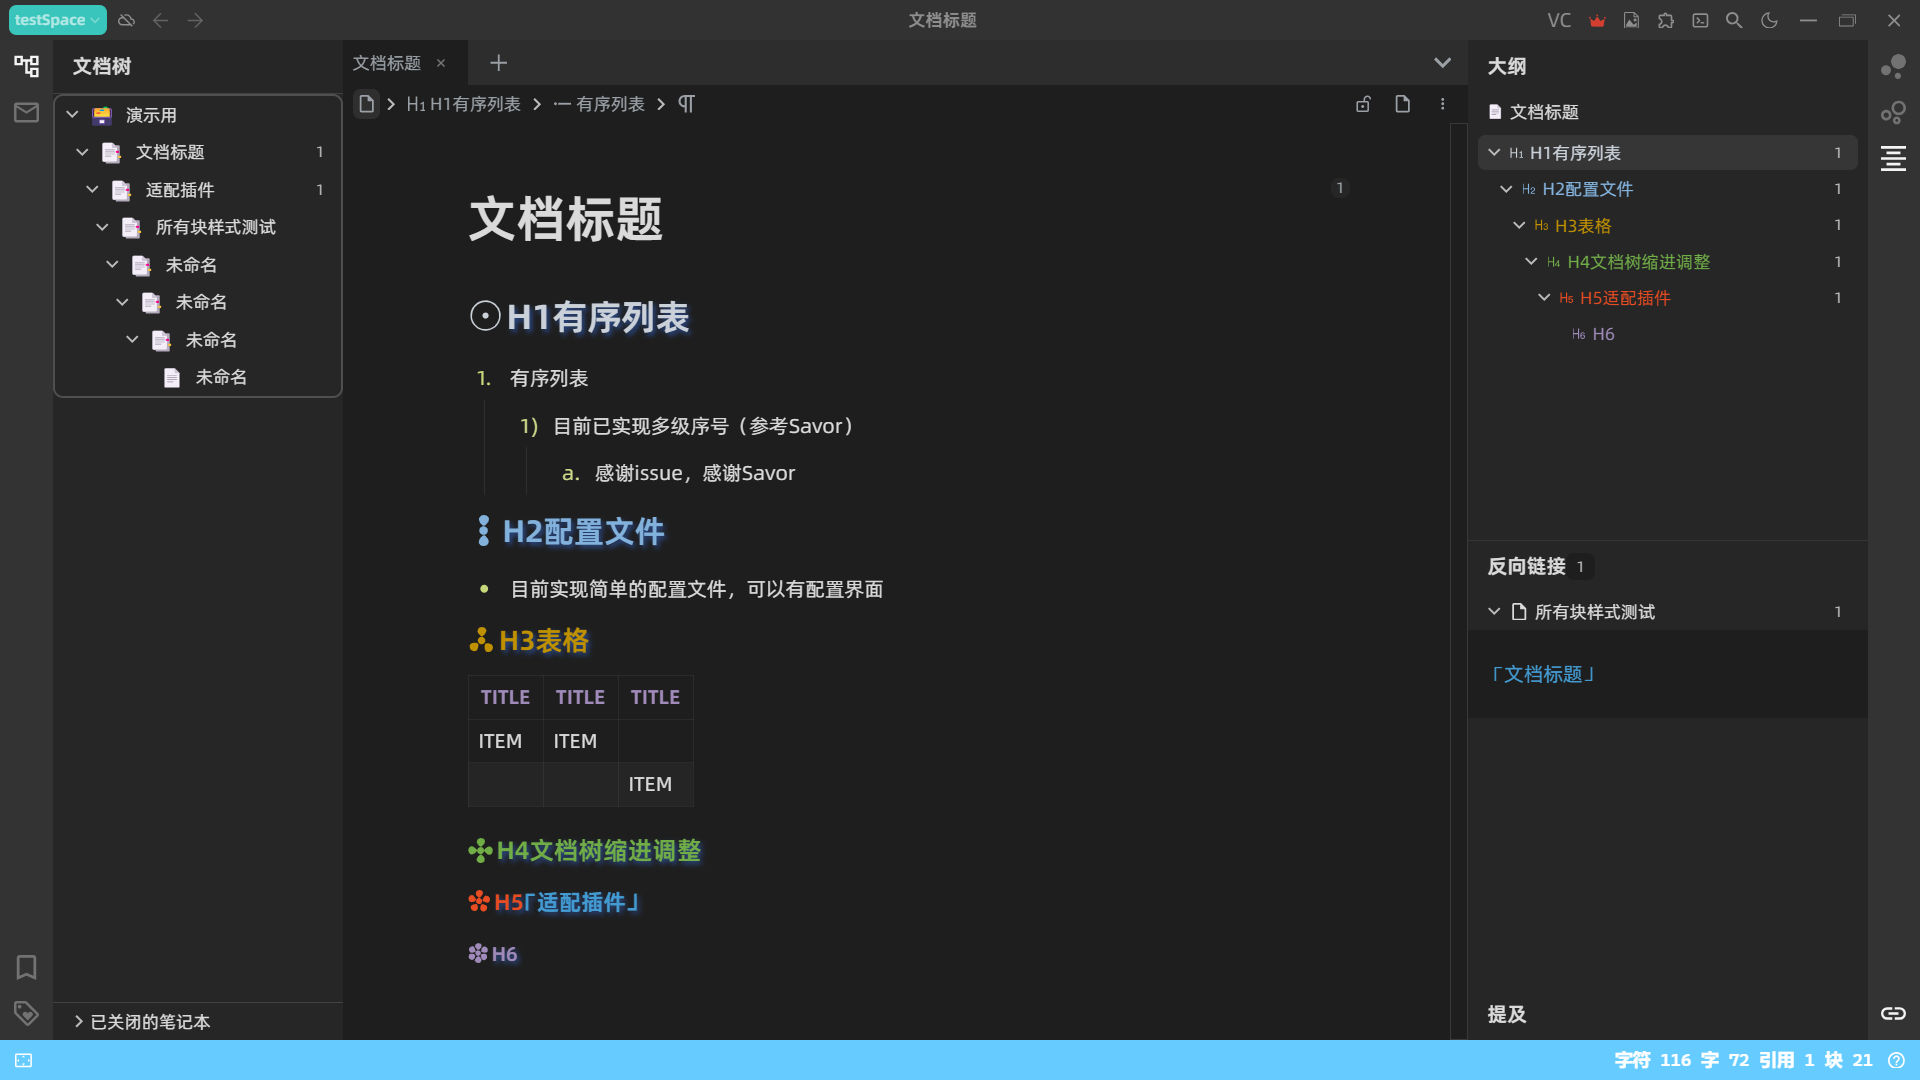 testSpace
文档标题
VC
文档树
演示用
文档标题 1
适配插件 1
所有块样式测试
未命名
未命名
未命名
未命名
已关闭的笔记本
文档标题
H1 H1有序列表 有序列表
1
文档标题
H1有序列表
1. 有序列表
1) 目前已实现多级序号（参考Savor）
a. 感谢issue，感谢Savor
H2配置文件
目前实现简单的配置文件，可以有配置界面
H3表格
TITLE TITLE TITLE
ITEM ITEM
ITEM
H4文档树缩进调整
H5「适配插件」
H6
大纲
文档标题
H1 H1有序列表 1
H2 H2配置文件 1
H3 H3表格 1
H4 H4文档树缩进调整 1
H5 H5适配插件 1
H6 H6
反向链接 1
所有块样式测试 1
「文档标题」
提及
字符 116 字 72 引用 1 块 21